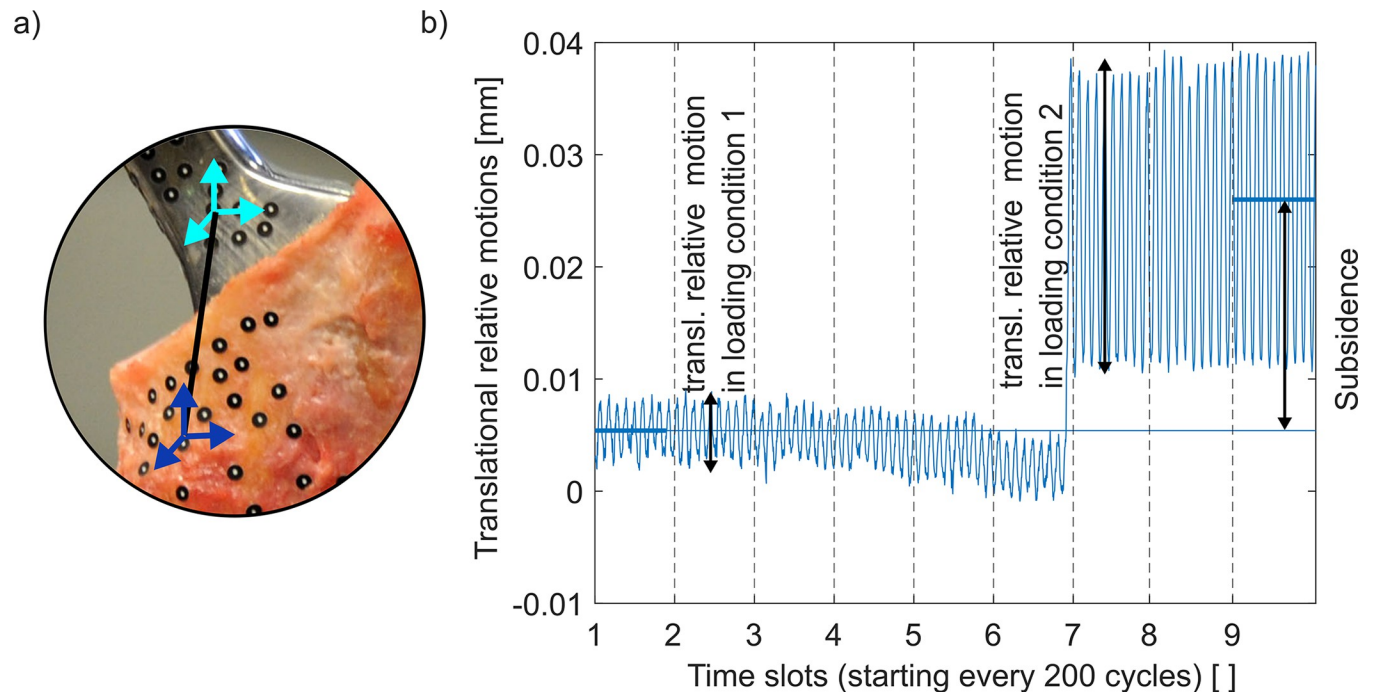 a)
b)
Translational relative motions [mm]
0.04
0.03
0.02
0.01
0
-0.01
transl. relative motion
in loading condition 1
transl. relative motion
in loading condition 2
Subsidence
1 2 3 4 5 6 7 8 9
Time slots (starting every 200 cycles) [ ]